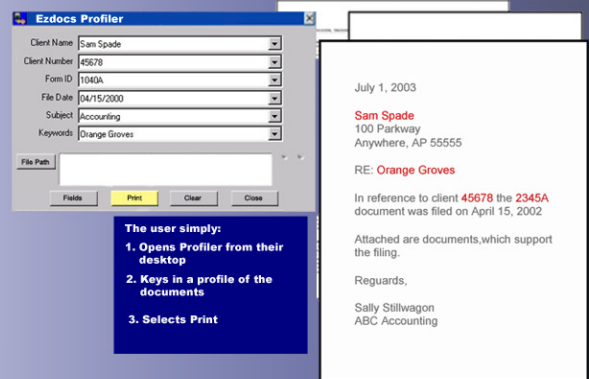 Ezdocs Profiler
Client Name Sam Spade
Client Number 45678
Form ID 1040A
File Date 04/15/2000
Subject Accounting
Keywords Orange Groves
File Path
Fields Print Clear Close
The user simply:
1. Opens Profiler from their
desktop
2. Keys in a profile of the
documents
3. Selects Print
July 1, 2003
Sam Spade
100 Parkway
Anywhere, AP 55555
RE: Orange Groves
In reference to client 45678 the 2345A
document was filed on April 15, 2002
Attached are documents,which support
the filing.
Reguards,
Sally Stillwagon
ABC Accounting